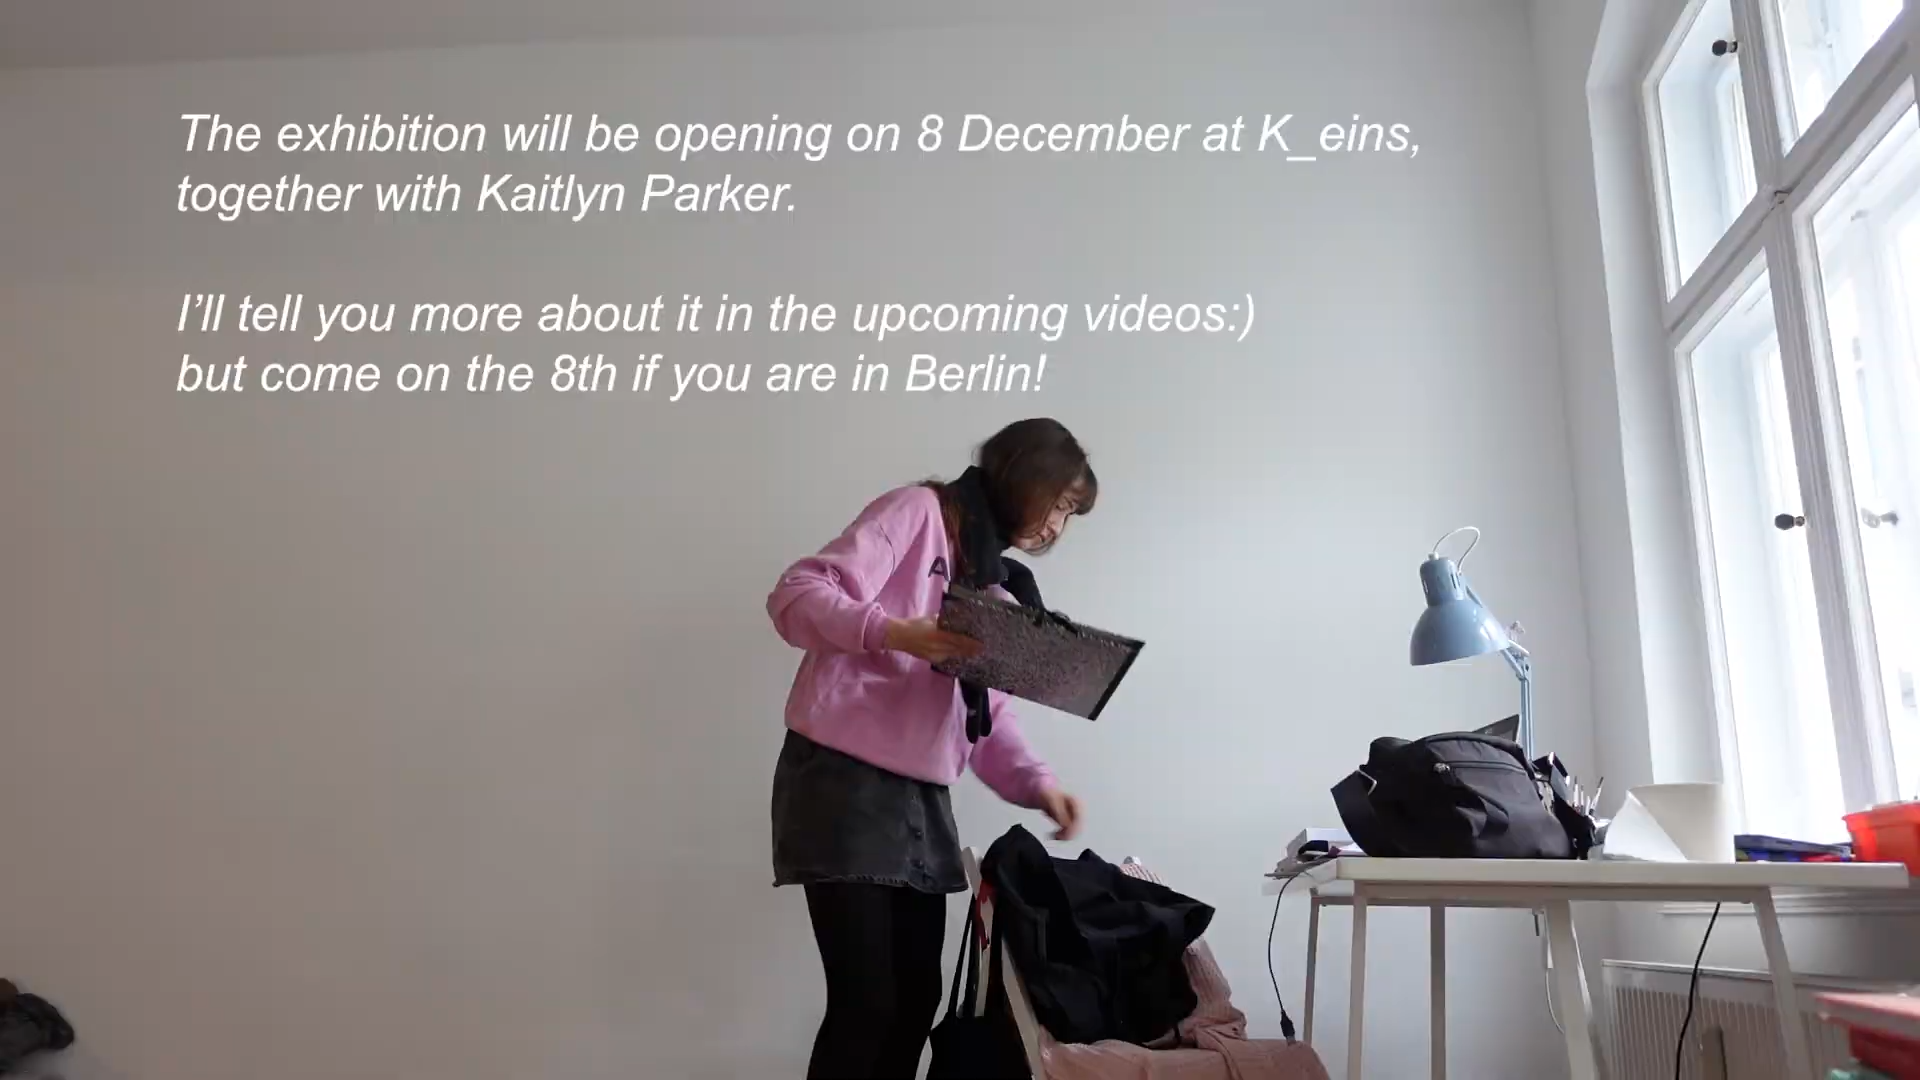 The exhibition will be opening on 8 December at K_eins,
together with Kaitlyn Parker.
I'll tell you more about it in the upcoming videos:)
but come on the 8th if you are in Berlin!